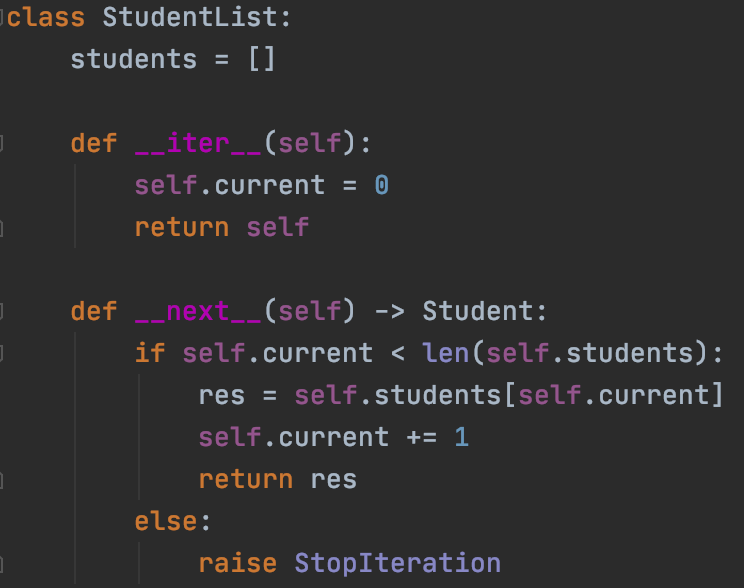 class StudentList:
    students = []
    def __iter__(self):
        self.current = 0
        return self
    def __next__(self) -> Student:
        if self.current < len(self.students):
            res = self.students[self.current]
            self.current += 1
            return res
        else:
            raise StopIteration